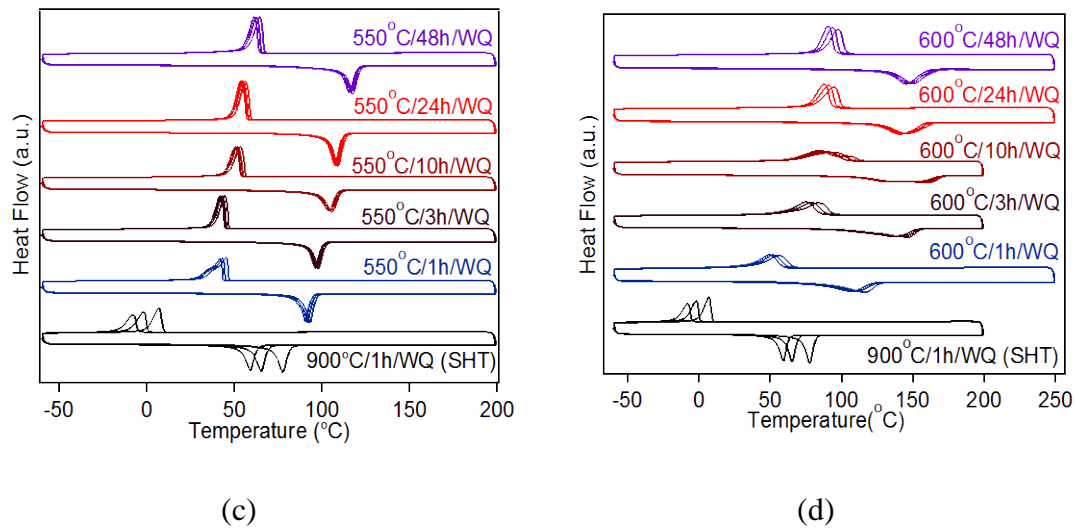 Heat Flow (a.u.)
550°C/48h/WQ
550°C/24h/WQ
550°C/10h/WQ
550°C/3h/WQ
550°C/1h/WQ
900°C/1h/WQ (SHT)
-50 0 50 100 150 200
Temperature (°C)
(c)
Heat Flow (a.u.)
600°C/48h/WQ
600°C/24h/WQ
600°C/10h/WQ
600°C/3h/WQ
600°C/1h/WQ
900°C/1h/WQ (SHT)
-50 0 50 100 150 200 250
Temperature(°C)
(d)